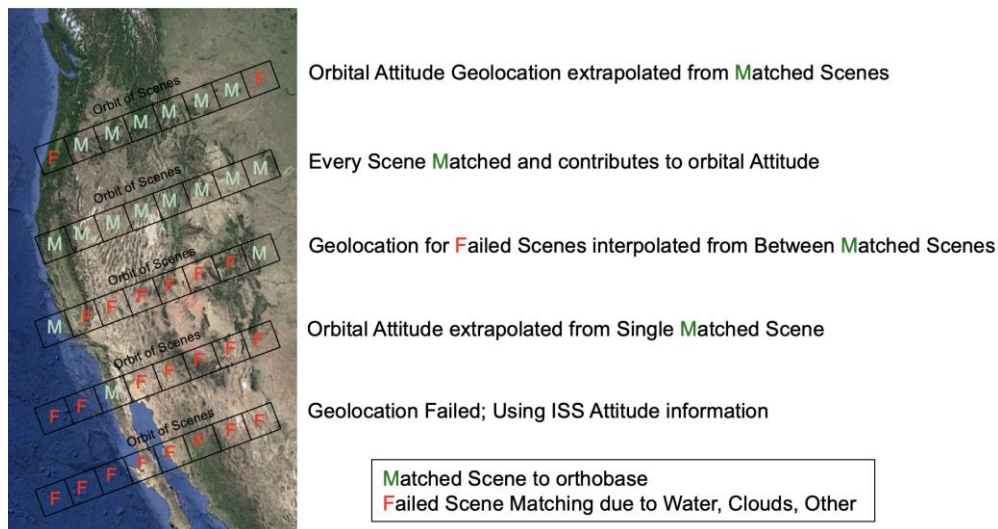 Orbit of Scenes
F M M M M M M F
Orbital Attitude Geolocation extrapolated from Matched Scenes
Orbit of Scenes
M M M M M M M M
Every Scene Matched and contributes to orbital Attitude
Orbit of Scenes
M F F F F F F M
Geolocation for Failed Scenes interpolated from Between Matched Scenes
Orbit of Scenes
F F M F F F F F
Orbital Attitude extrapolated from Single Matched Scene
Orbit of Scenes
F F F F F F F F
Geolocation Failed; Using ISS Attitude information
Matched Scene to orthobase
Failed Scene Matching due to Water, Clouds, Other